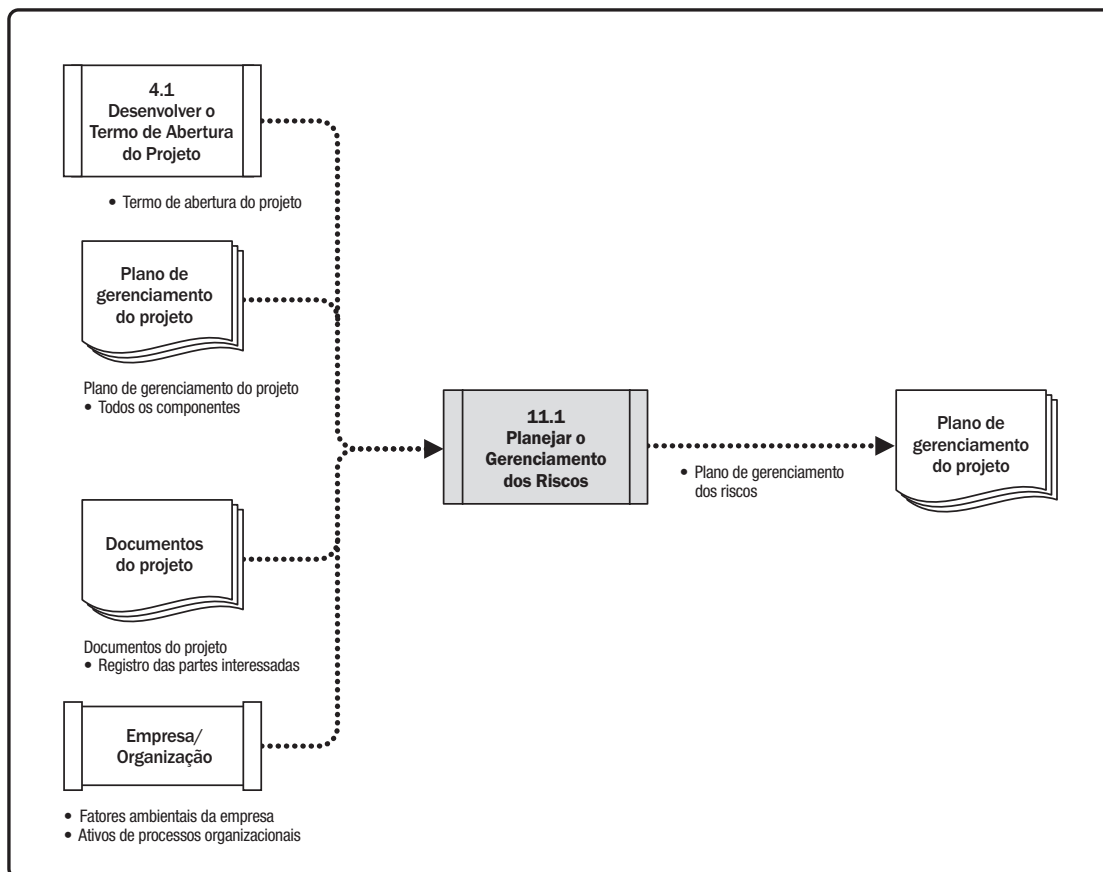 4.1
Desenvolver o
Termo de Abertura
do Projeto
• Termo de abertura do projeto
Plano de
gerenciamento
do projeto
Plano de gerenciamento do projeto
• Todos os componentes
Documentos
do projeto
Documentos do projeto
• Registro das partes interessadas
Empresa/
Organização
• Fatores ambientais da empresa
• Ativos de processos organizacionais
11.1
Planejar o
Gerenciamento
dos Riscos
• Plano de gerenciamento
dos riscos
Plano de
gerenciamento
do projeto